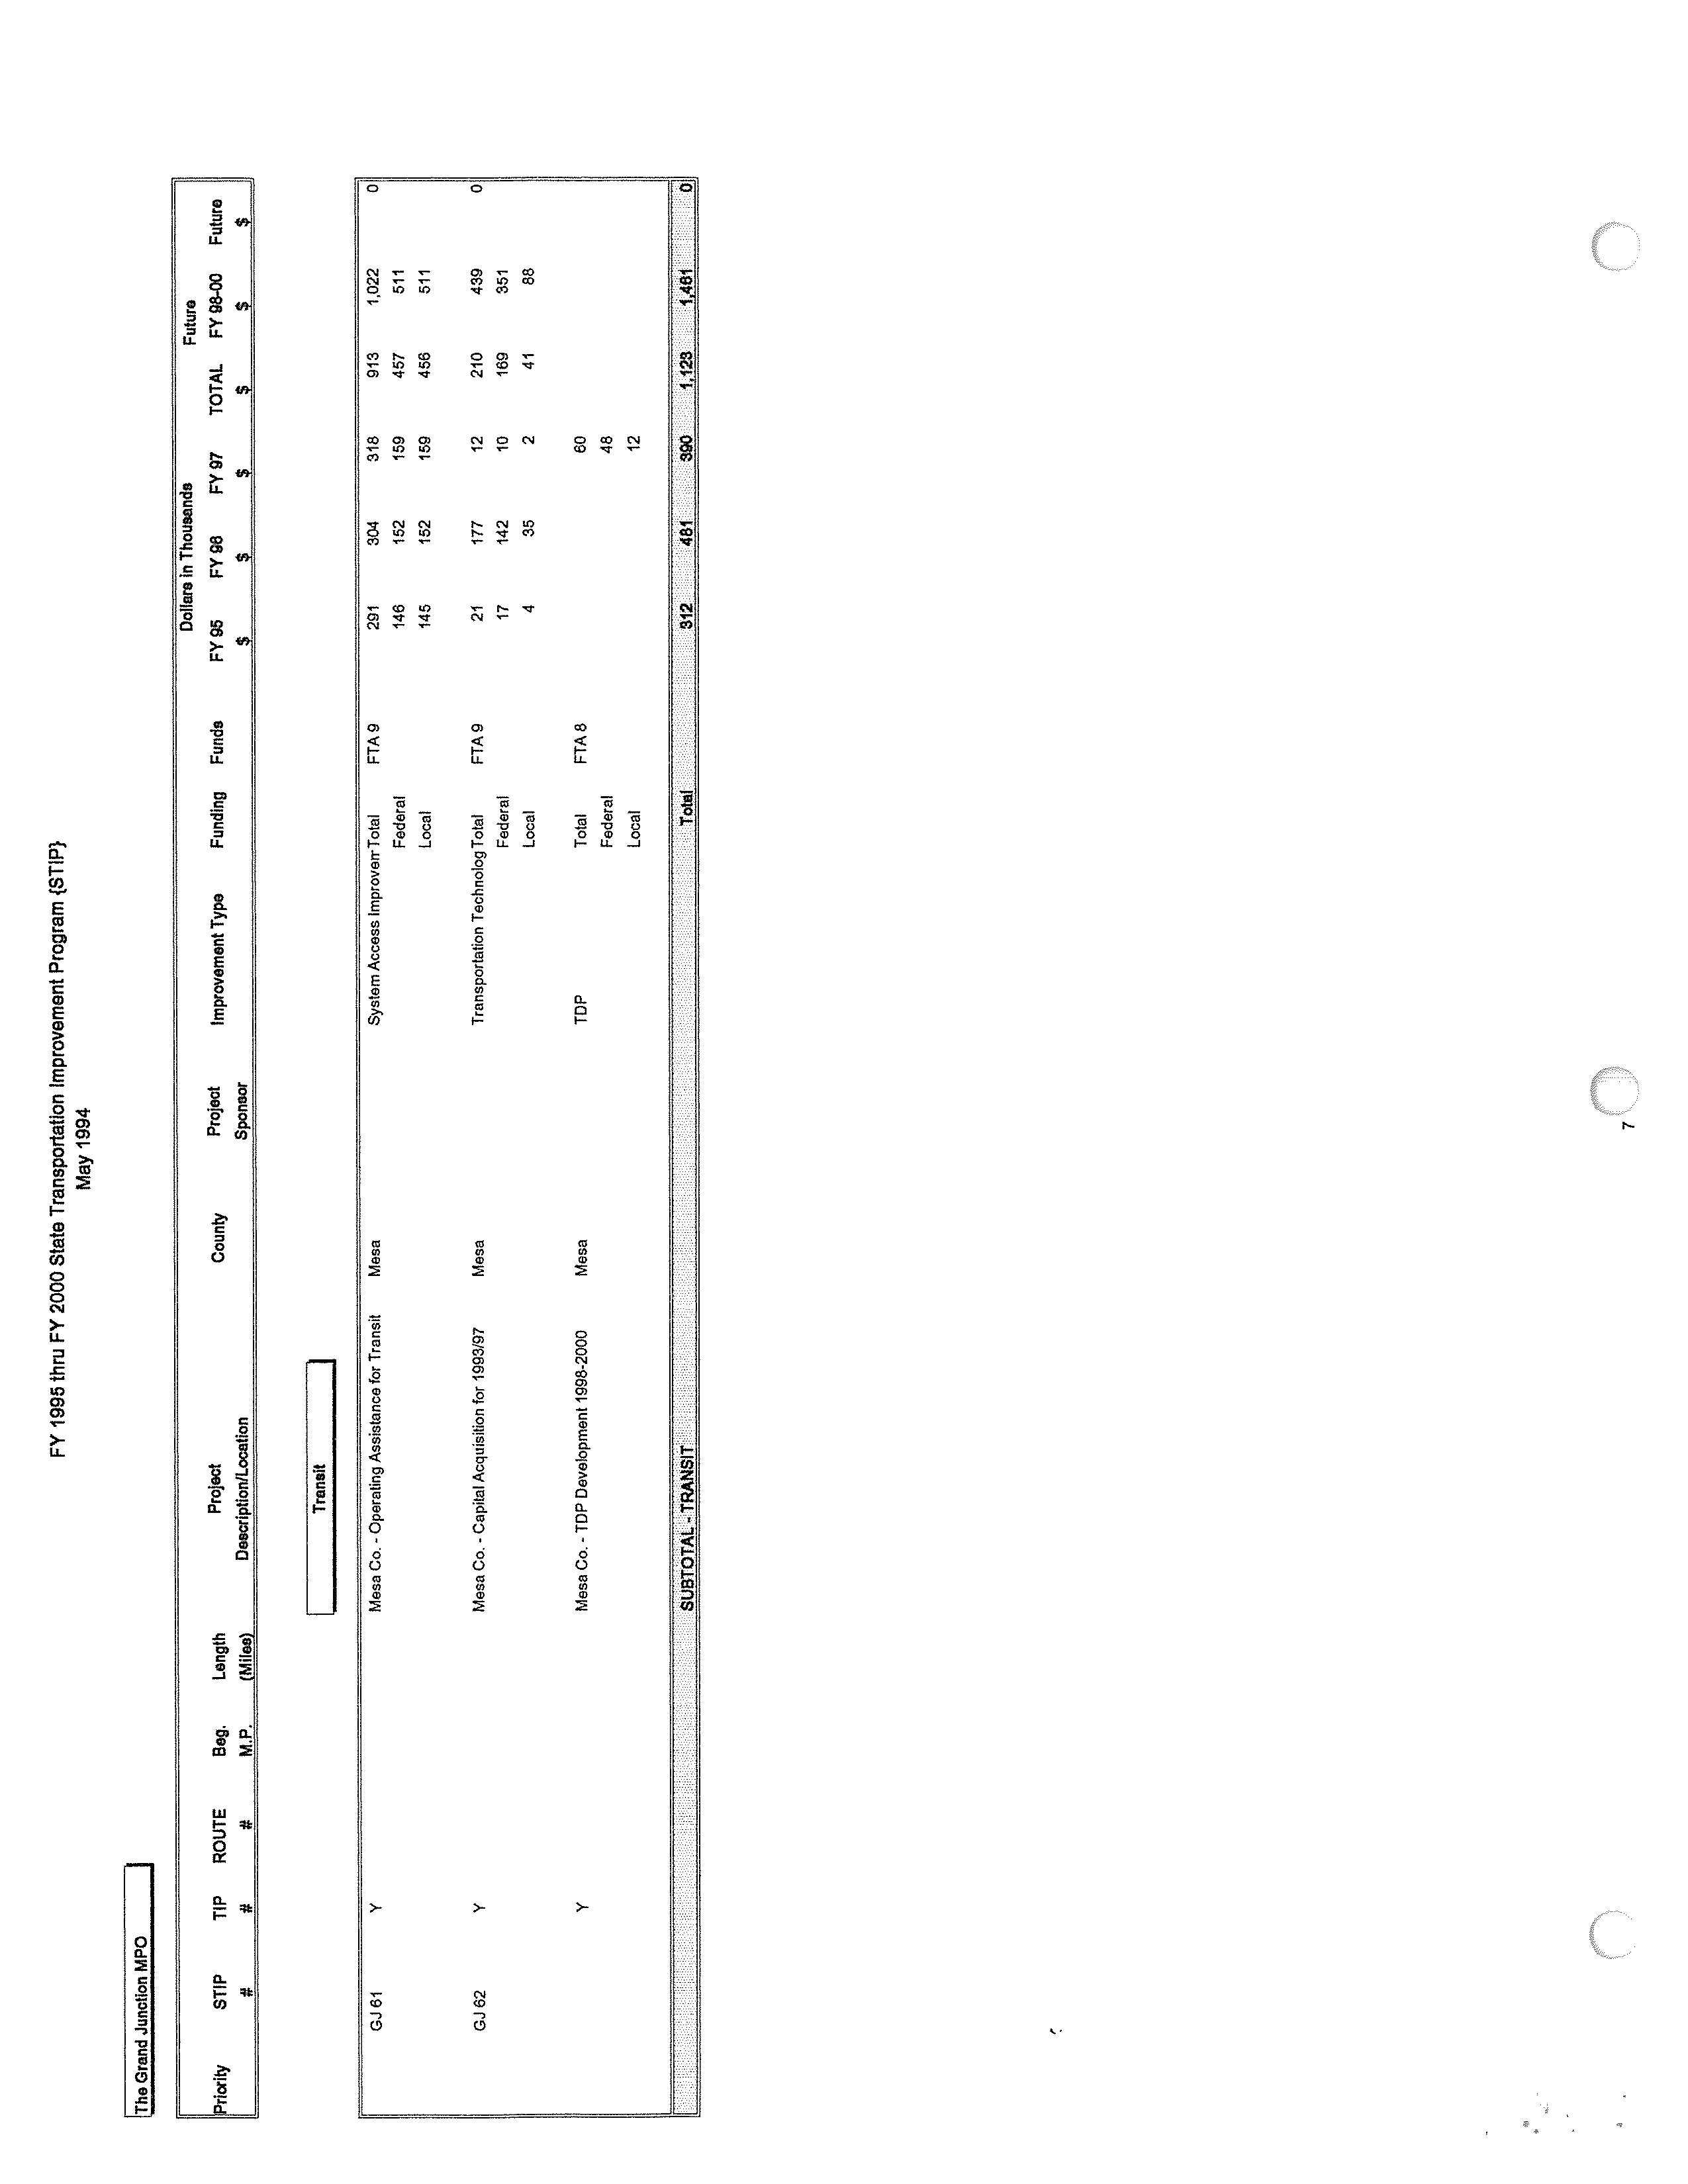 FY 1995 thru FY 2000 State Transportation Improvement Program {STIP}
May 1994
The Grand Junction MPO
Dollars in Thousands Future
Priority STIP TIP ROUTE Beg. Length Project County Project Improvement Type Funding Funds FY 95 FY 96 FY 97 TOTAL FY 98-00 Future
# # # M.P. (Miles) Description/Location Sponsor $ $ $ $ $ $
Transit
GJ 61 Y Mesa Co. - Operating Assistance for Transit Mesa System Access Improvem Total FTA 9 291 304 318 913 1,022 0
Federal 146 152 159 457 511
Local 145 152 159 456 511
GJ 62 Y Mesa Co. - Capital Acquisition for 1993/97 Mesa Transportation Technolog Total FTA 9 21 177 12 210 439 0
Federal 17 142 10 169 351
Local 4 35 2 41 88
Y Mesa Co. - TDP Development 1998-2000 Mesa TDP Total FTA 8 60
Federal 48
Local 12
SUBTOTAL - TRANSIT Total 312 481 390 1,123 1,461 0
7